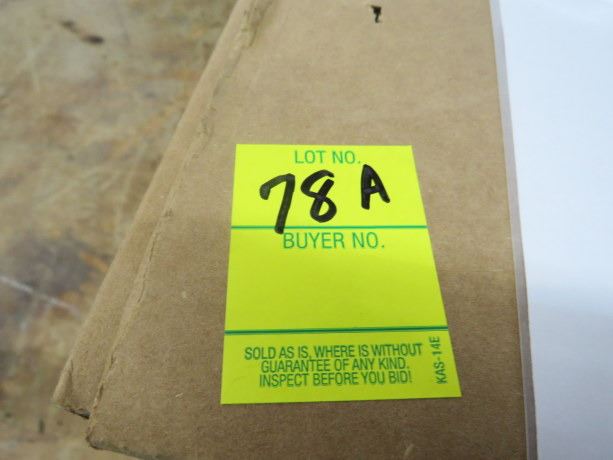 LOT NO.
78 A
BUYER NO.
SOLD AS IS, WHERE IS WITHOUT
GUARANTEE OF ANY KIND.
INSPECT BEFORE YOU BID!
KAS-14E